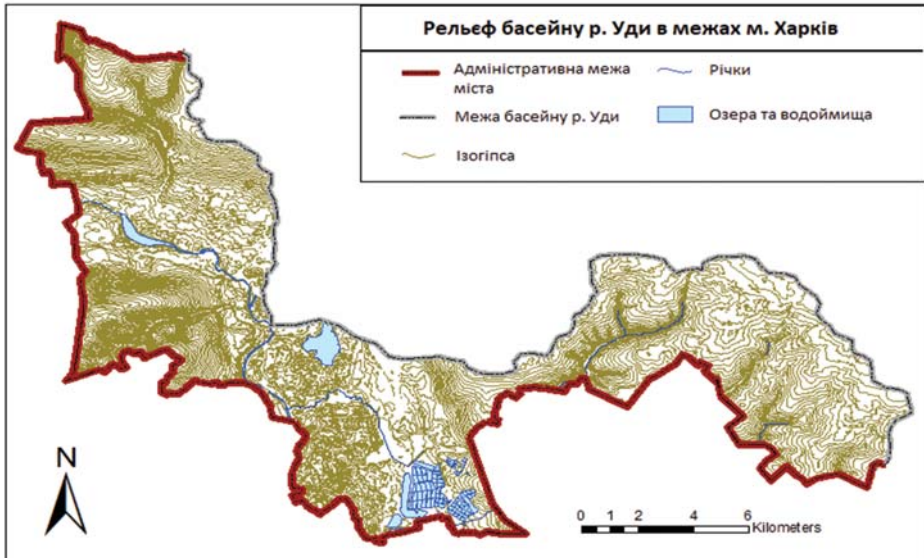 Рельєф басейну р. Уди в межах м. Харків
Адміністративна межа
міста
Річки
Межа басейну р. Уди
Озера та водоймища
Ізогіпса
N
0 1 2 4 6
Kilometers